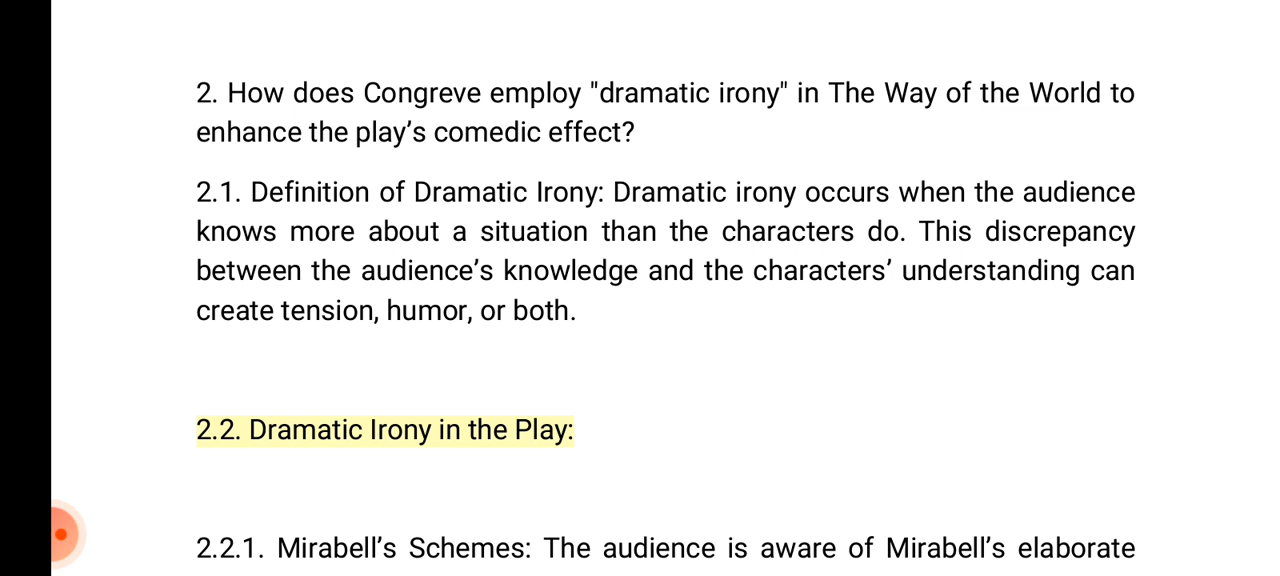 2. How does Congreve employ "dramatic irony" in The Way of the World to
enhance the play’s comedic effect?
2.1. Definition of Dramatic Irony: Dramatic irony occurs when the audience
knows more about a situation than the characters do. This discrepancy
between the audience’s knowledge and the characters’ understanding can
create tension, humor, or both.
2.2. Dramatic Irony in the Play:
2.2.1. Mirabell’s Schemes: The audience is aware of Mirabell’s elaborate